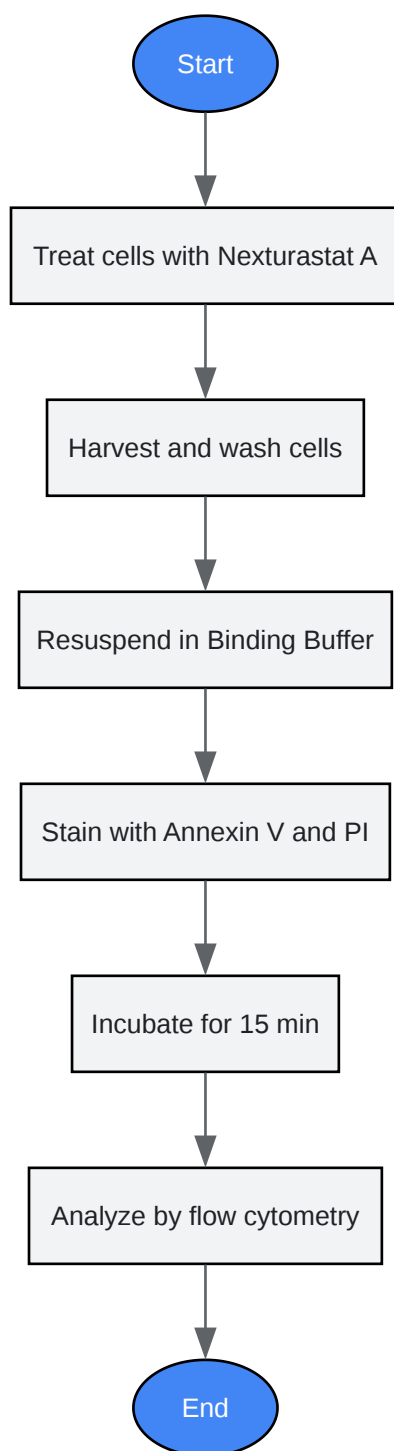 Start
Treat cells with Nexturastat A
Harvest and wash cells
Resuspend in Binding Buffer
Stain with Annexin V and PI
Incubate for 15 min
Analyze by flow cytometry
End